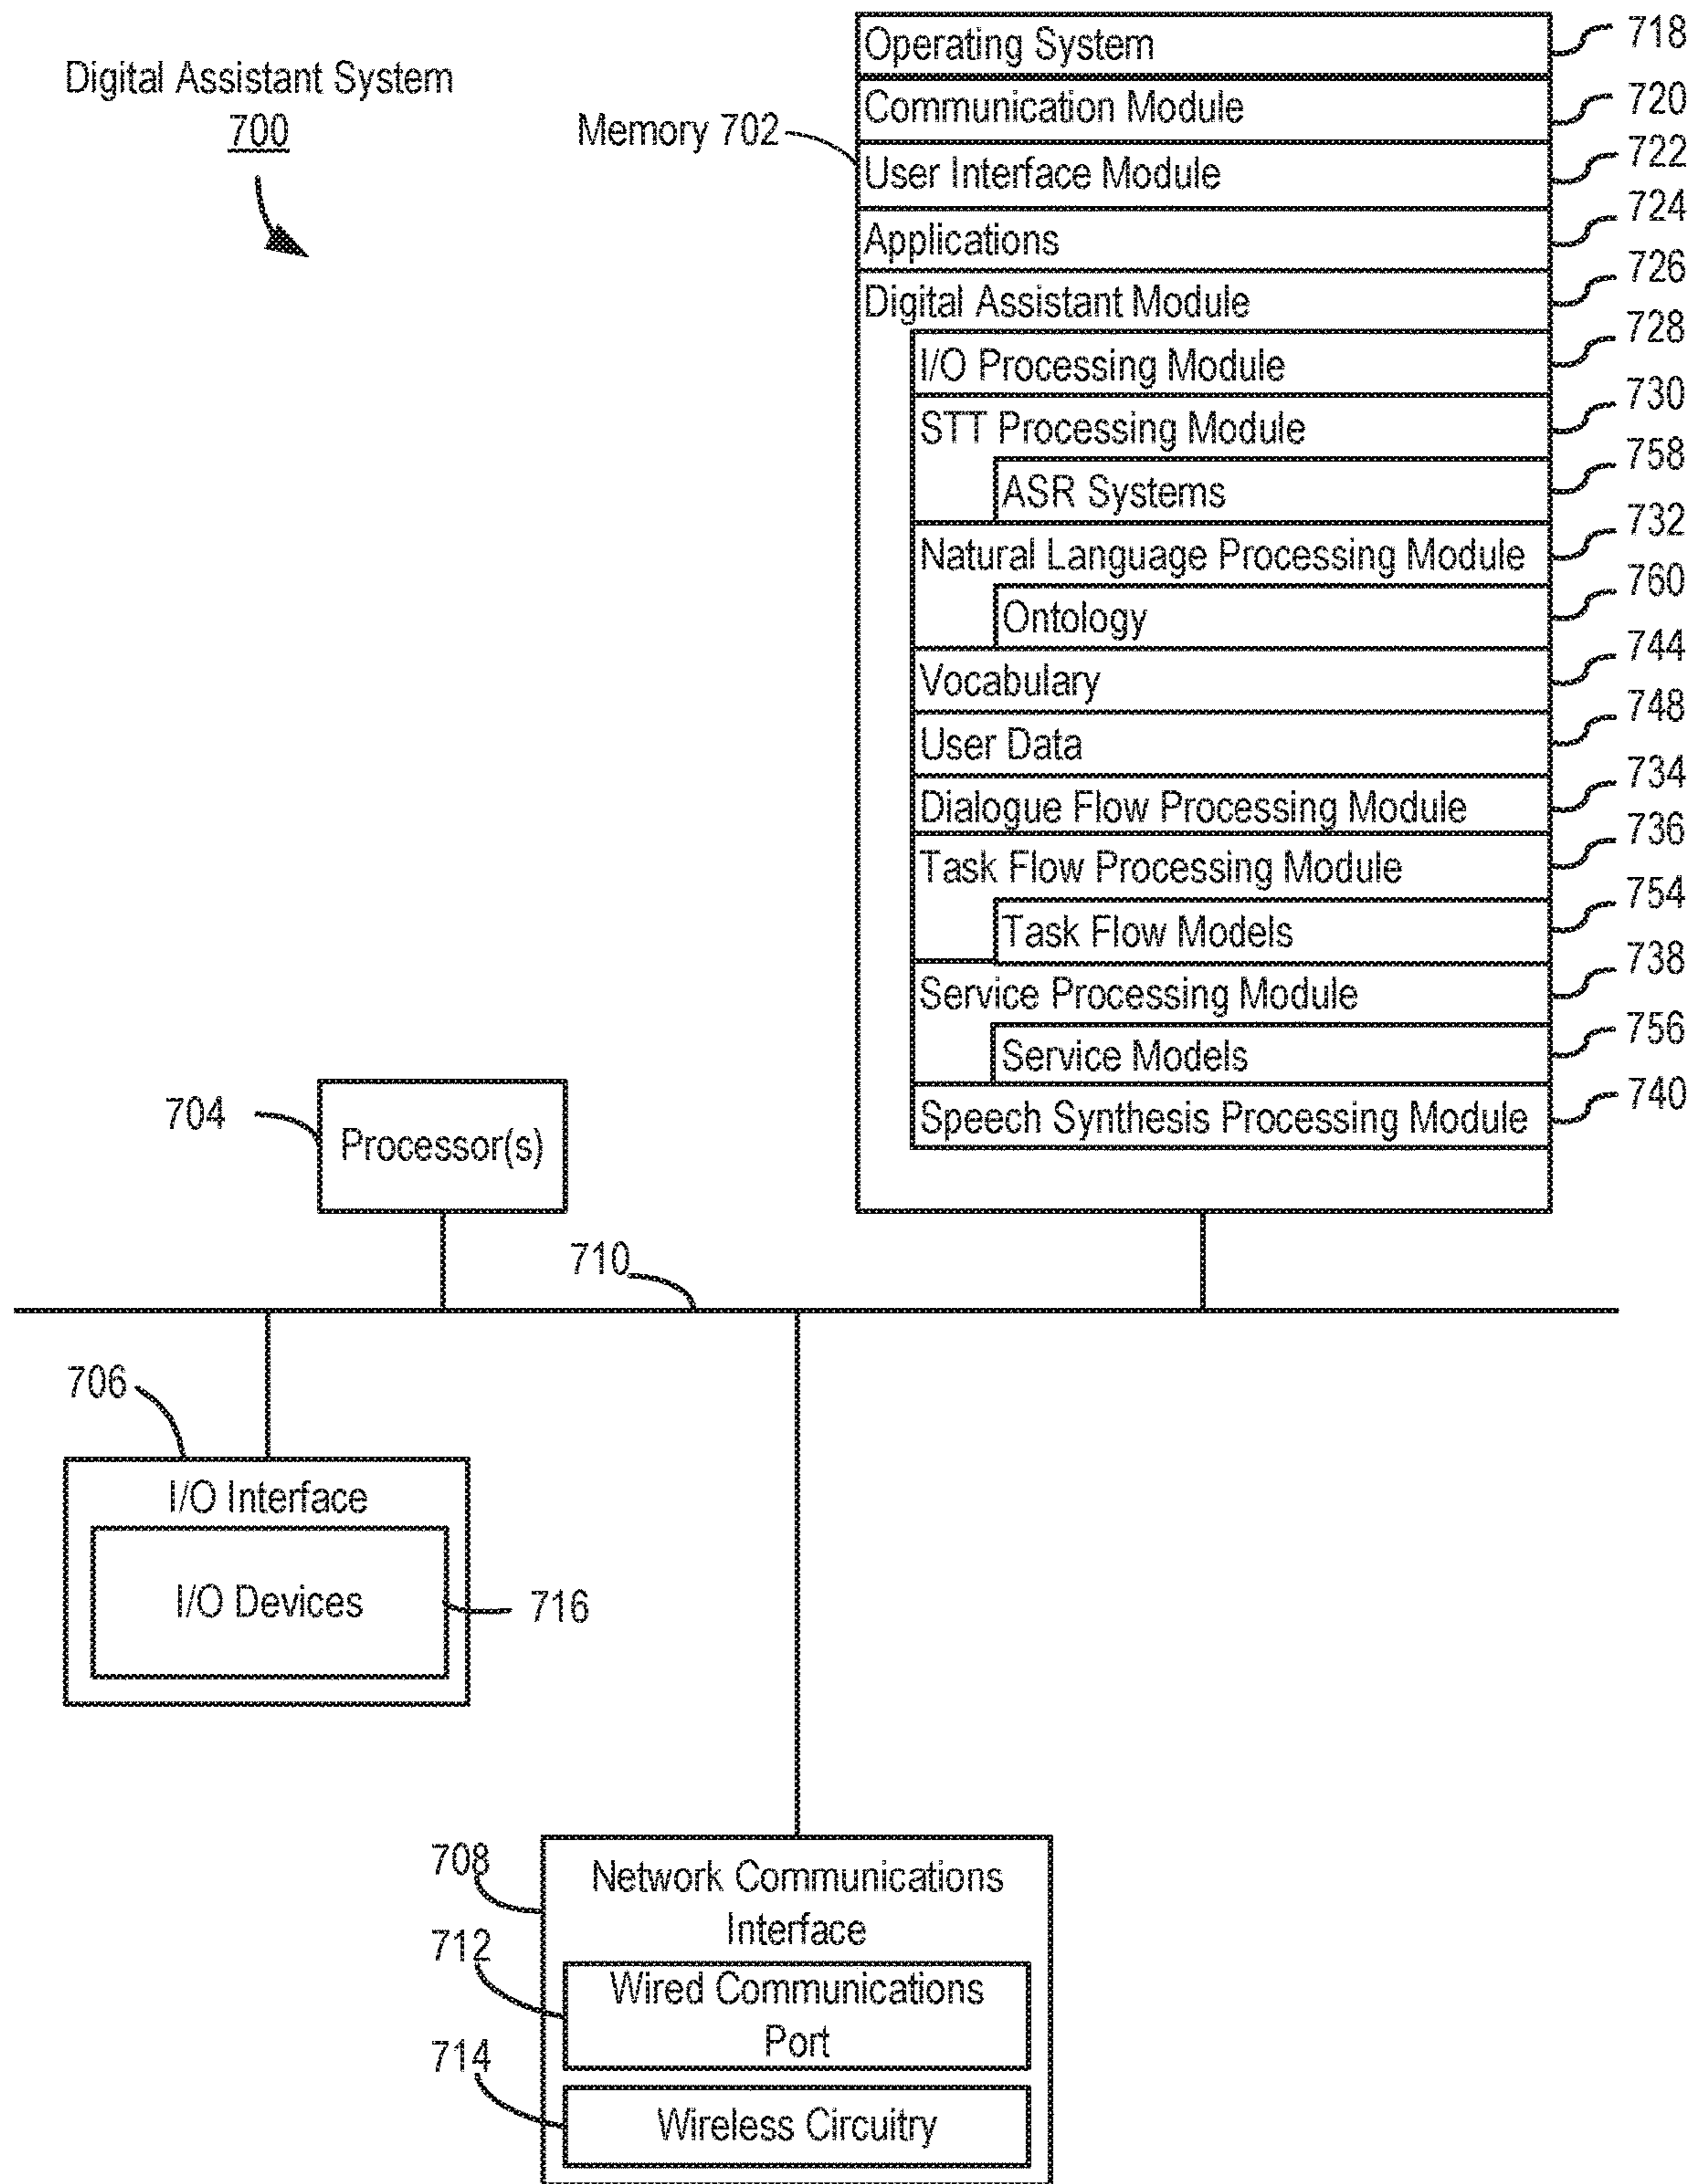 Digital Assistant System
700
Memory 702
Operating System 718
Communication Module 720
User Interface Module 722
Applications 724
Digital Assistant Module 726
I/O Processing Module 728
STT Processing Module 730
ASR Systems 758
Natural Language Processing Module 732
Ontology 760
Vocabulary 744
User Data 748
Dialogue Flow Processing Module 734
Task Flow Processing Module 736
Task Flow Models 754
Service Processing Module 738
Service Models 756
Speech Synthesis Processing Module 740
704
Processor(s)
710
706
I/O Interface
I/O Devices
716
708
Network Communications
Interface
712
Wired Communications
Port
714
Wireless Circuitry